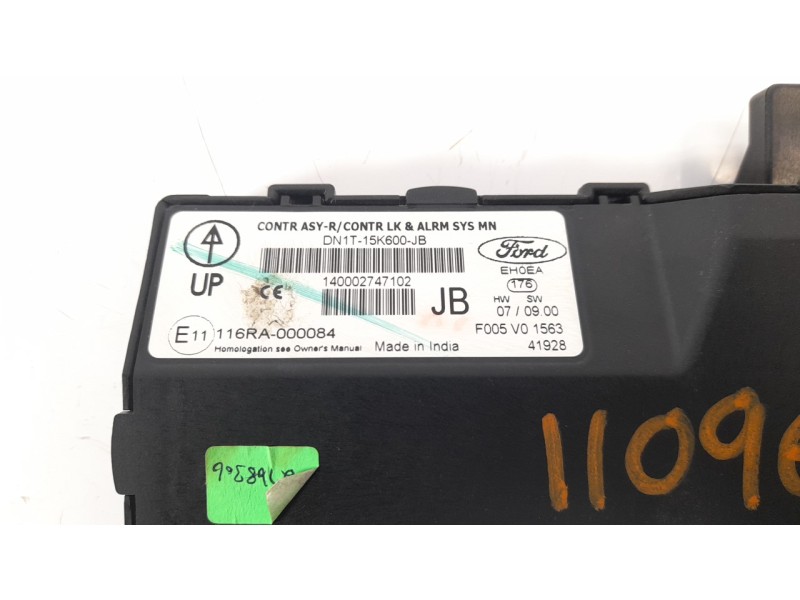 CONTR ASY-R/CONTR LK & ALRM SYS MN
DN1T-15K600-JB
Ford
UP
CE
140002747102
EH0EA
176
JB
HW SW
07 / 09.00
E11 116RA-000084
F005 V0 1563
Homologation see Owner's Manual
Made in India
41928
1109